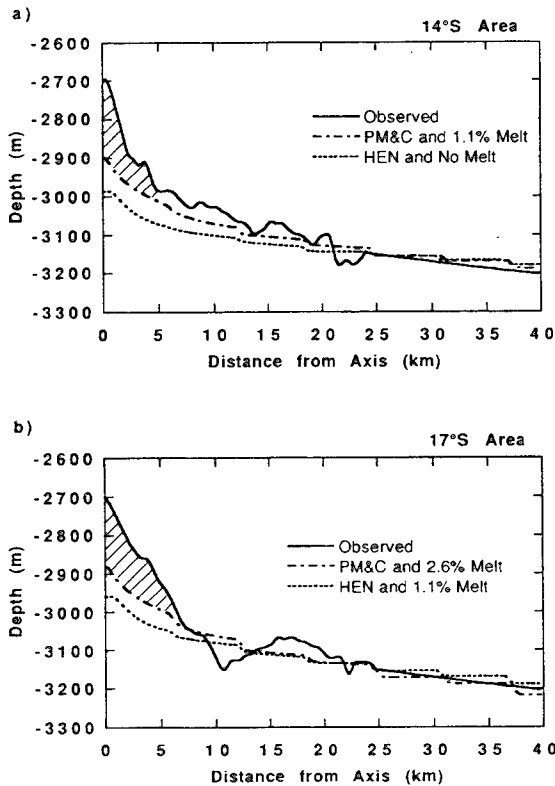 a)
14°S Area
-2600
-2700
-2800
-2900
-3000
-3100
-3200
-3300
Depth (m)
Observed
PM&C and 1.1% Melt
HEN and No Melt
0 5 10 15 20 25 30 35 40
Distance from Axis (km)
b)
17°S Area
-2600
-2700
-2800
-2900
-3000
-3100
-3200
-3300
Depth (m)
Observed
PM&C and 2.6% Melt
HEN and 1.1% Melt
0 5 10 15 20 25 30 35 40
Distance from Axis (km)